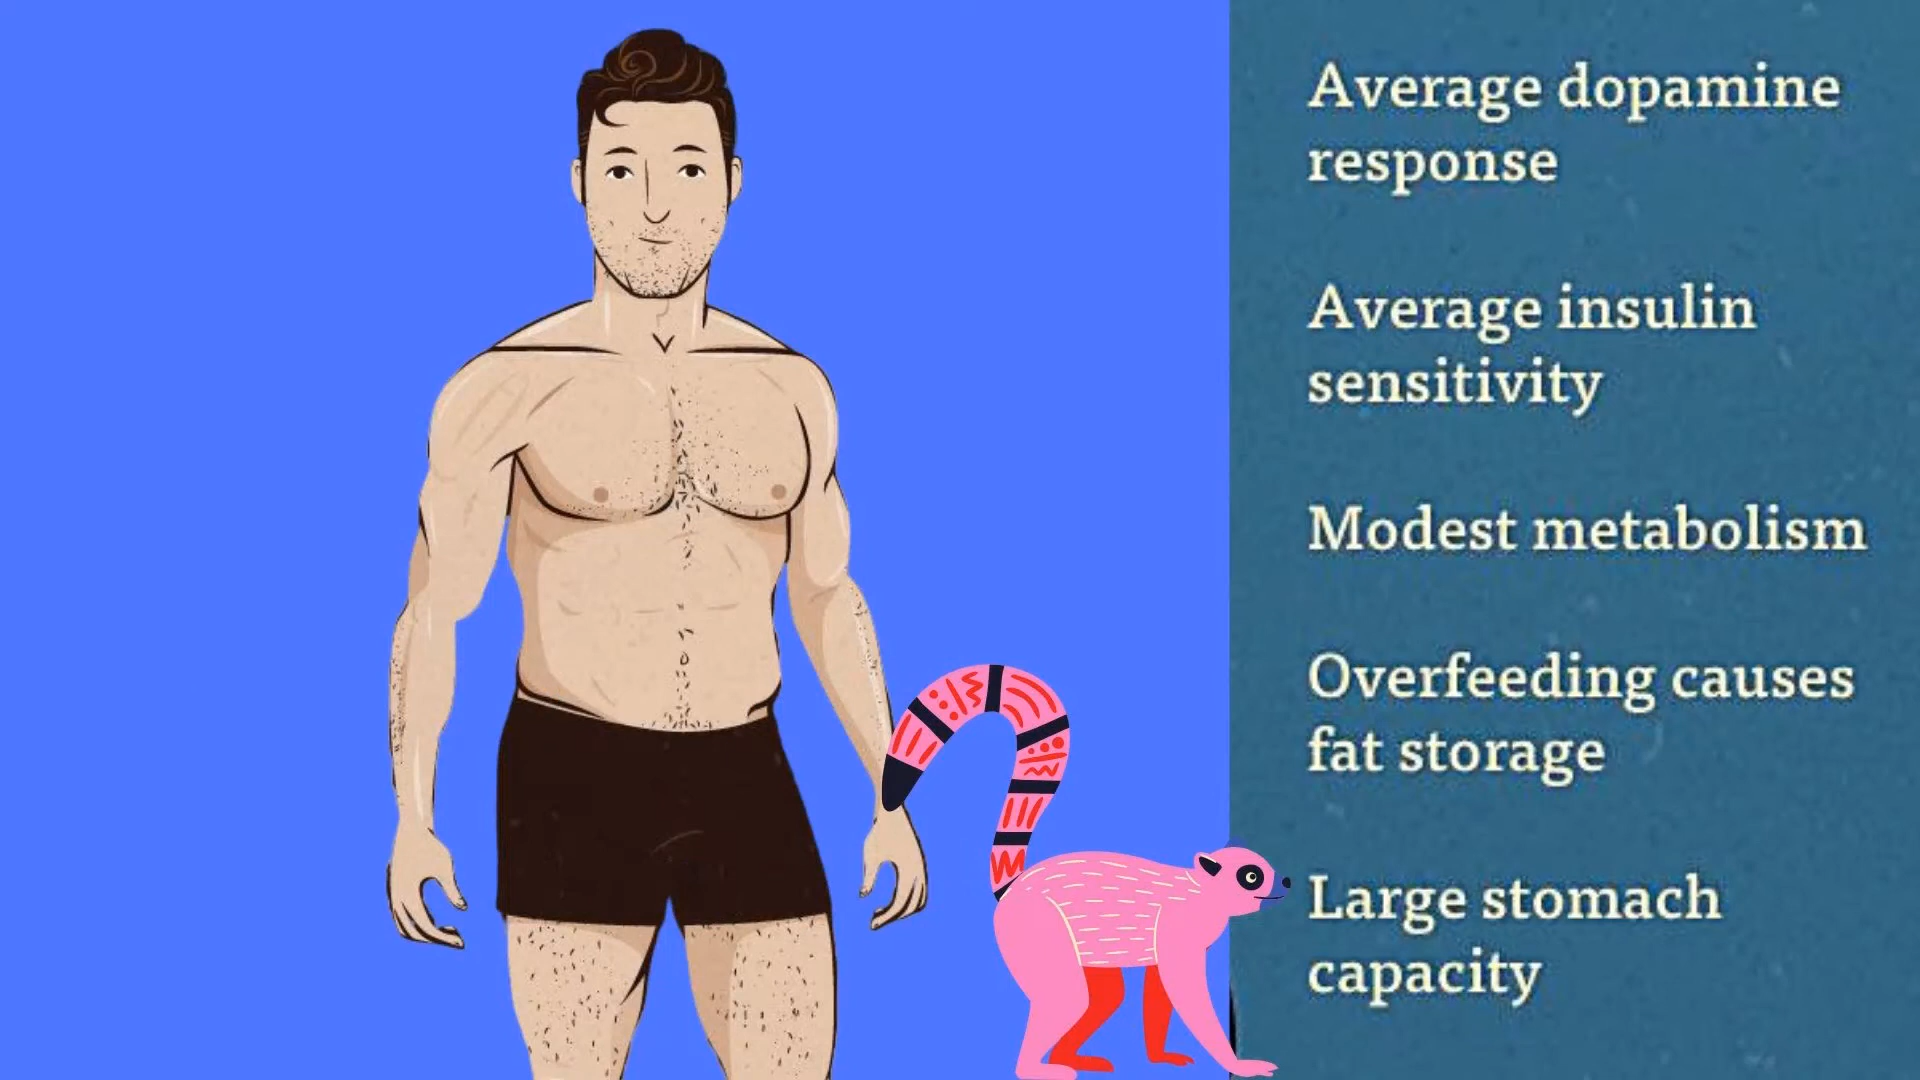 Average dopamine
response
Average insulin
sensitivity
Modest metabolism
Overfeeding causes
fat storage
Large stomach
capacity